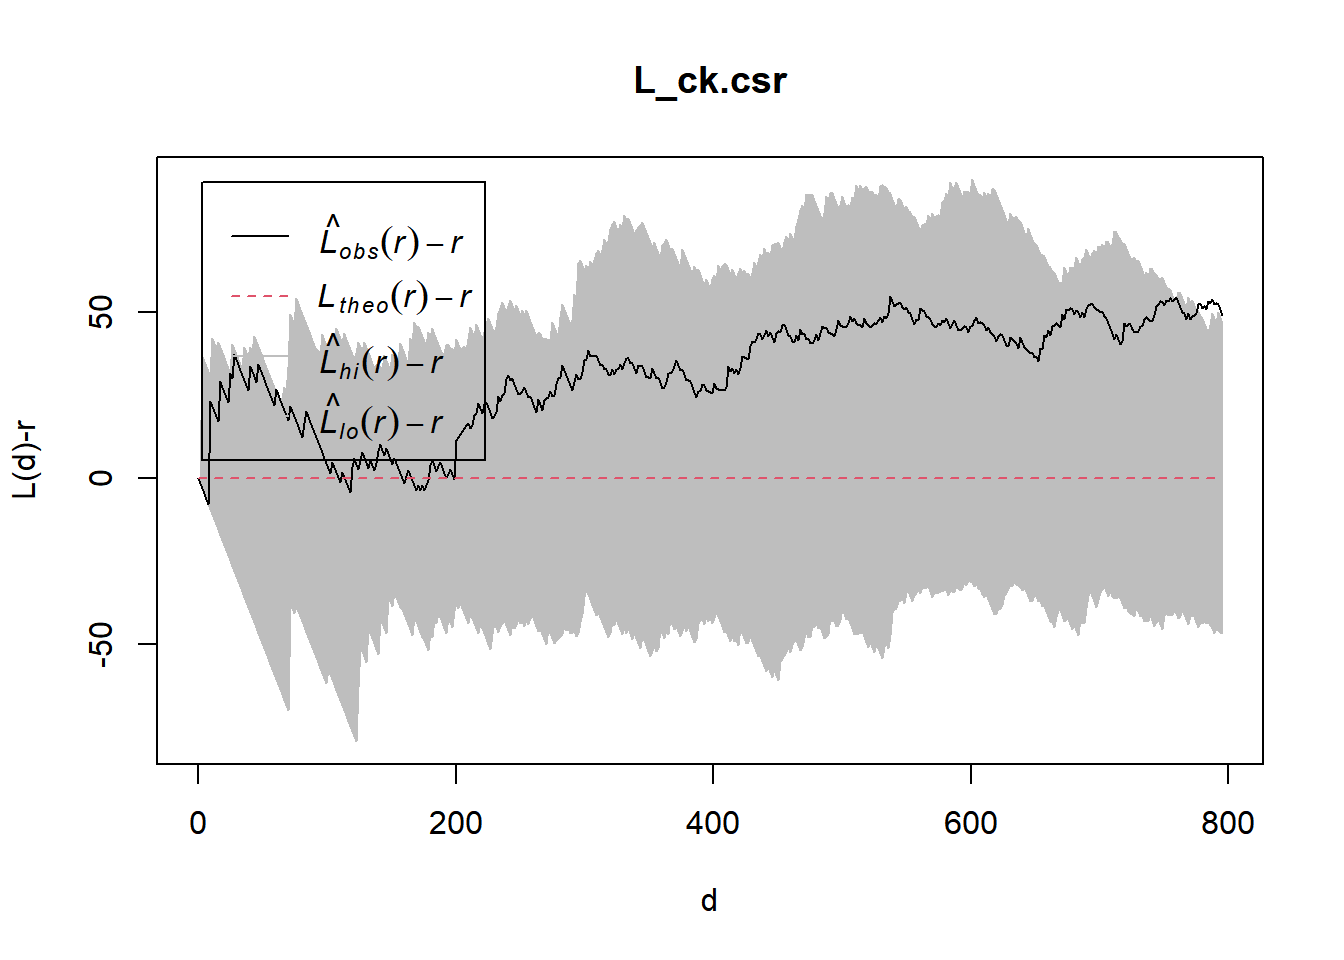 L_ck.csr
L̂obs(r) − r
Ltheo(r) − r
L̂hi(r) − r
L̂lo(r) − r
L(d)-r
50
0
-50
0 200 400 600 800
d